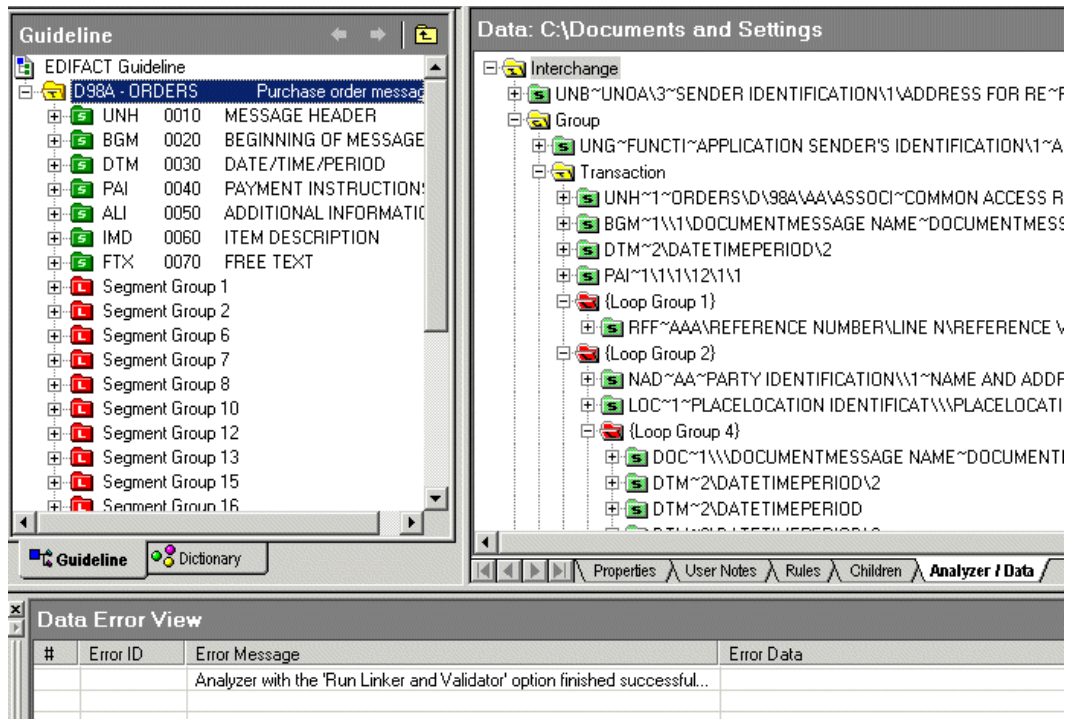 Guideline
EDIFACT Guideline
D98A - ORDERS Purchase order messag
UNH 0010 MESSAGE HEADER
BGM 0020 BEGINNING OF MESSAGE
DTM 0030 DATE/TIME/PERIOD
PAI 0040 PAYMENT INSTRUCTION
ALI 0050 ADDITIONAL INFORMATIO
IMD 0060 ITEM DESCRIPTION
FTX 0070 FREE TEXT
Segment Group 1
Segment Group 2
Segment Group 6
Segment Group 7
Segment Group 8
Segment Group 10
Segment Group 12
Segment Group 13
Segment Group 15
Segment Group 16
Guideline Dictionary
Data: C:\Documents and Settings
Interchange
UNB~UNOA\3~SENDER IDENTIFICATION\1\ADDRESS FOR RE~
Group
UNG~FUNCTI~APPLICATION SENDER'S IDENTIFICATION\1~A
Transaction
UNH~1~ORDERS\D\98A\AA\ASSOCI~COMMON ACCESS R
BGM~1\\1\DOCUMENTMESSAGE NAME~DOCUMENTMESS
DTM~2\DATETIMEPERIOD\2
PAI~1\1\1\12\1\1
{Loop Group 1}
RFF~AAA\REFERENCE NUMBER\LINE N\REFERENCE V
{Loop Group 2}
NAD~AA~PARTY IDENTIFICATION\\1~NAME AND ADDR
LOC~1~PLACELOCATION IDENTIFICAT\\\PLACELOCATI
{Loop Group 4}
DOC~1\\\DOCUMENTMESSAGE NAME~DOCUMENT
DTM~2\DATETIMEPERIOD\2
DTM~2\DATETIMEPERIOD
Properties User Notes Rules Children Analyzer / Data
Data Error View
# Error ID Error Message Error Data
Analyzer with the 'Run Linker and Validator' option finished successful...